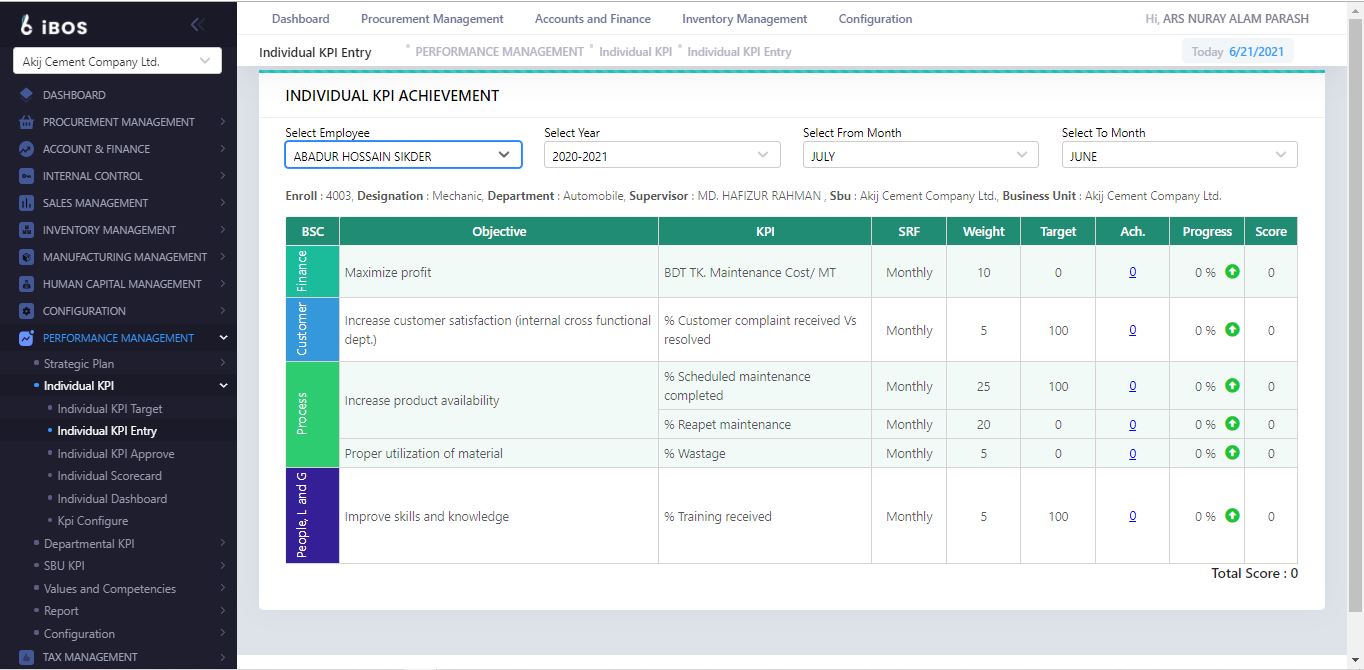 iBOS
Dashboard Procurement Management Accounts and Finance Inventory Management Configuration Hi, ARS NURAY ALAM PARASH
Individual KPI Entry PERFORMANCE MANAGEMENT Individual KPI Individual KPI Entry Today 6/21/2021
Akij Cement Company Ltd.
DASHBOARD
PROCUREMENT MANAGEMENT
ACCOUNT & FINANCE
INTERNAL CONTROL
SALES MANAGEMENT
INVENTORY MANAGEMENT
MANUFACTURING MANAGEMENT
HUMAN CAPITAL MANAGEMENT
CONFIGURATION
PERFORMANCE MANAGEMENT
Strategic Plan
Individual KPI
Individual KPI Target
Individual KPI Entry
Individual KPI Approve
Individual Scorecard
Individual Dashboard
Kpi Configure
Departmental KPI
SBU KPI
Values and Competencies
Report
Configuration
TAX MANAGEMENT
INDIVIDUAL KPI ACHIEVEMENT
Select Employee Select Year Select From Month Select To Month
ABADUR HOSSAIN SIKDER 2020-2021 JULY JUNE
Enroll : 4003, Designation : Mechanic, Department : Automobile, Supervisor : MD. HAFIZUR RAHMAN , Sbu : Akij Cement Company Ltd., Business Unit : Akij Cement Company Ltd.
BSC Objective KPI SRF Weight Target Ach. Progress Score
Finance Maximize profit BDT TK. Maintenance Cost/ MT Monthly 10 0 0 0 % 0
Customer Increase customer satisfaction (internal cross functional
dept.) % Customer complaint received Vs
resolved Monthly 5 100 0 0 % 0
Process Increase product availability % Scheduled maintenance
completed Monthly 25 100 0 0 % 0
% Reapet maintenance Monthly 20 0 0 0 % 0
Proper utilization of material % Wastage Monthly 5 0 0 0 % 0
People, L and G Improve skills and knowledge % Training received Monthly 5 100 0 0 % 0
Total Score : 0